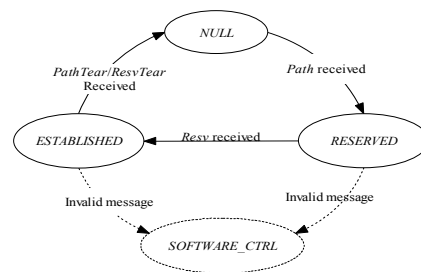 NULL
PathTear/ResvTear
Received
Path received
ESTABLISHED
Resv received
RESERVED
Invalid message
Invalid message
SOFTWARE_CTRL